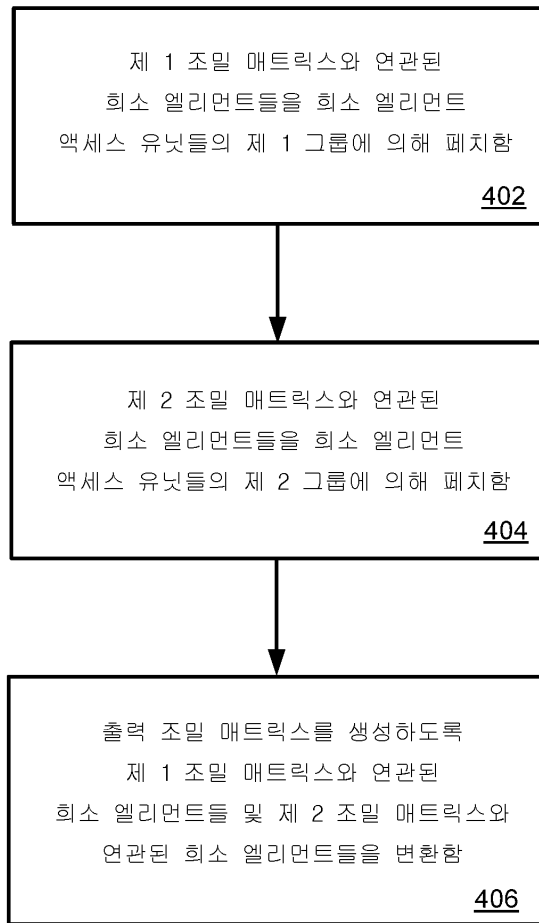 제 1 조밀 매트릭스와 연관된
희소 엘리먼트들을 희소 엘리먼트
액세스 유닛들의 제 1 그룹에 의해 페치함
402
제 2 조밀 매트릭스와 연관된
희소 엘리먼트들을 희소 엘리먼트
액세스 유닛들의 제 2 그룹에 의해 페치함
404
출력 조밀 매트릭스를 생성하도록
제 1 조밀 매트릭스와 연관된
희소 엘리먼트들 및 제 2 조밀 매트릭스와
연관된 희소 엘리먼트들을 변환함
406